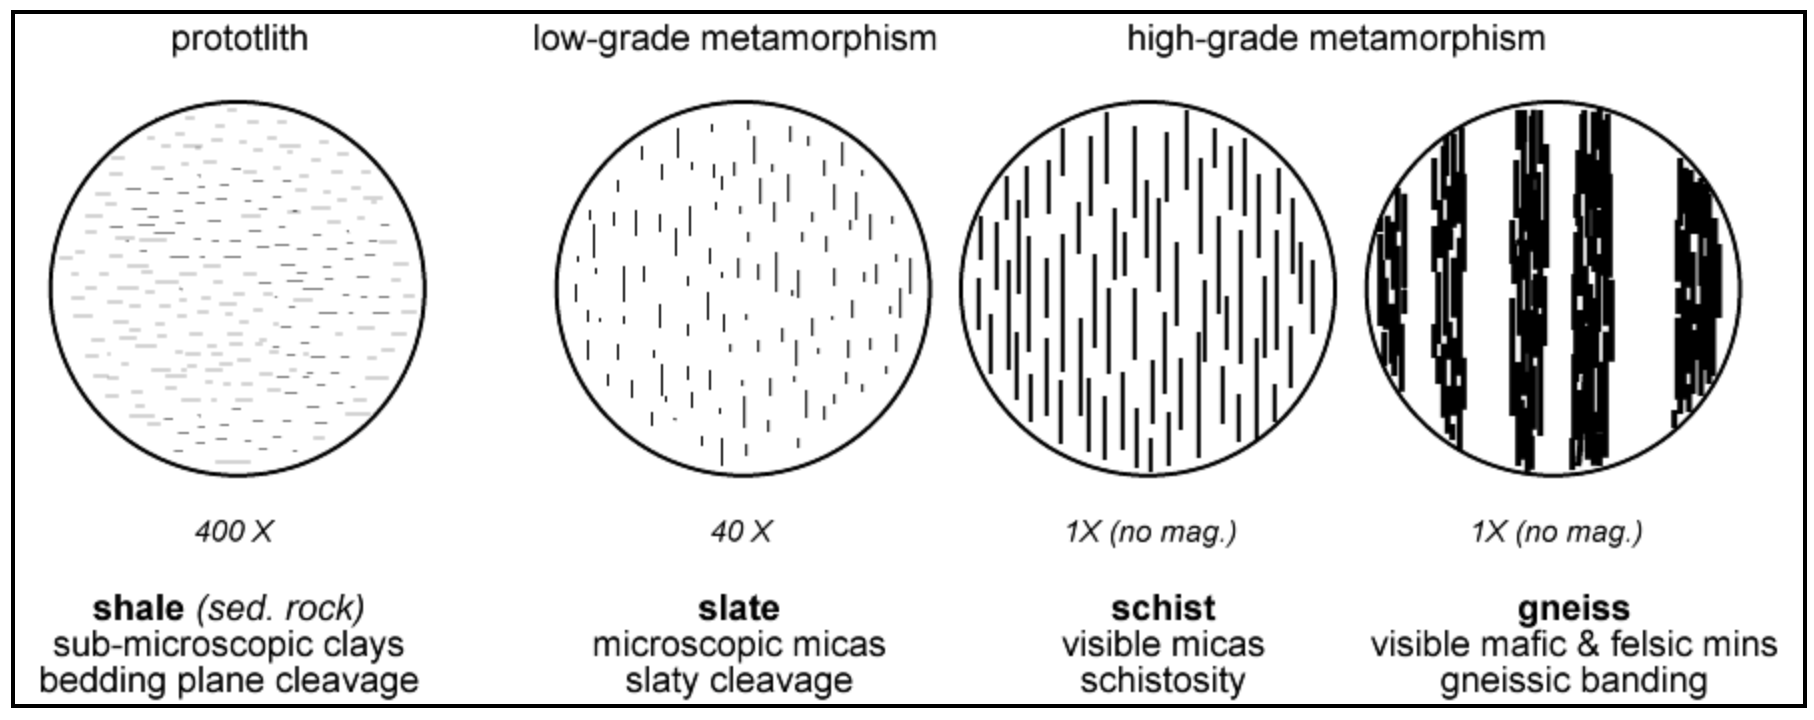 prototlith
low-grade metamorphism
high-grade metamorphism
400 X
40 X
1X (no mag.)
1X (no mag.)
shale (sed. rock)
sub-microscopic clays
bedding plane cleavage
slate
microscopic micas
slaty cleavage
schist
visible micas
schistosity
gneiss
visible mafic & felsic mins
gneissic banding